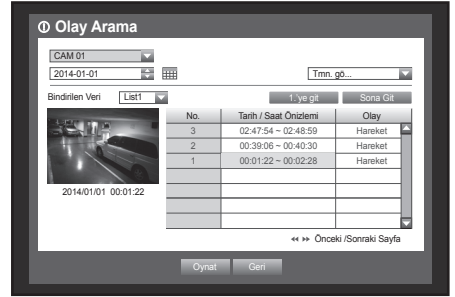 Olay Arama
CAM 01
2014-01-01
Tmn. gö...
Bindirilen Veri List1 1.'ye git Sona Git
No. Tarih / Saat Önizlemi Olay
3 02:47:54 ~ 02:48:59 Hareket
2 00:39:06 ~ 00:40:30 Hareket
1 00:01:22 ~ 00:02:28 Hareket
2014/01/01 00:01:22
Önceki /Sonraki Sayfa
Oynat Geri